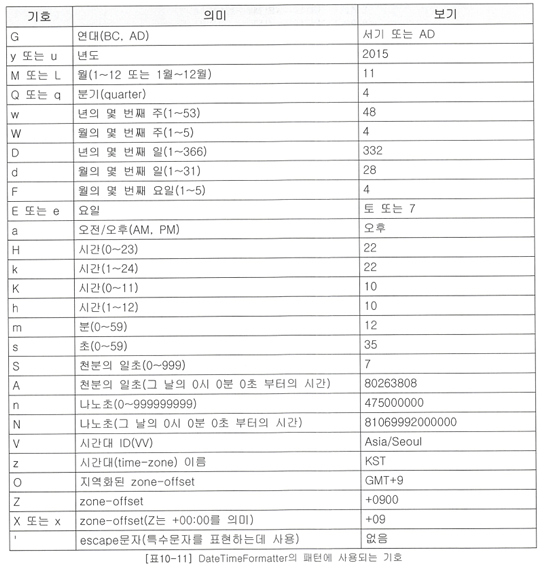 기호 의미 보기
G 연대(BC, AD) 서기 또는 AD
y 또는 u 년도 2015
M 또는 L 월(1~12 또는 1월~12월) 11
Q 또는 q 분기(quarter) 4
w 년의 몇 번째 주(1~53) 48
W 월의 몇 번째 주(1~5) 4
D 년의 몇 번째 일(1~366) 332
d 월의 몇 번째 일(1~31) 28
F 월의 몇 번째 요일(1~5) 4
E 또는 e 요일 토 또는 7
a 오전/오후(AM, PM) 오후
H 시간(0~23) 22
k 시간(1~24) 22
K 시간(0~11) 10
h 시간(1~12) 10
m 분(0~59) 12
s 초(0~59) 35
S 천분의 일초(0~999) 7
A 천분의 일초(그 날의 0시 0분 0초 부터의 시간) 80263808
n 나노초(0~999999999) 475000000
N 나노초(그 날의 0시 0분 0초 부터의 시간) 81069992000000
V 시간대 ID(VV) Asia/Seoul
z 시간대(time-zone) 이름 KST
O 지역화된 zone-offset GMT+9
Z zone-offset +0900
X 또는 x zone-offset(Z는 +00:00를 의미) +09
' escape문자(특수문자를 표현하는데 사용) 없음
[표10-11] DateTimeFormatter의 패턴에 사용되는 기호